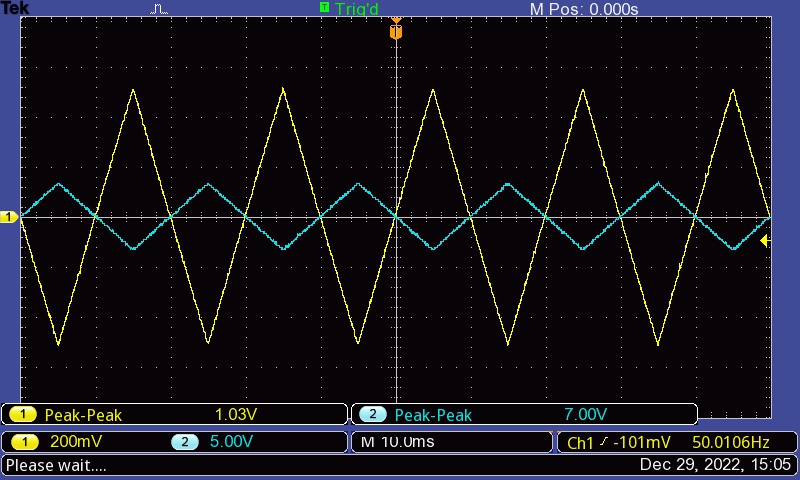 Tek T Trig'd M Pos: 0.000s
T
1
1 Peak-Peak 1.03V 2 Peak-Peak 7.00V
1 200mV 2 5.00V M 10.0ms Ch1 -101mV 50.0106Hz
Please wait.... Dec 29, 2022, 15:05